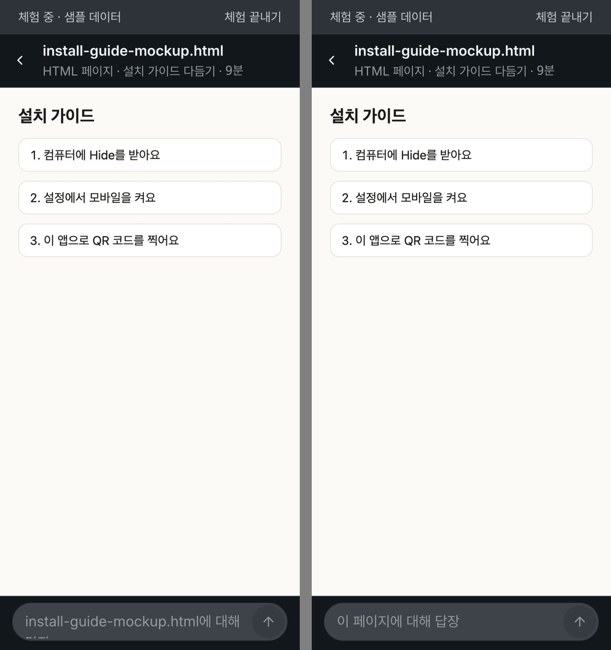 체험 중 · 샘플 데이터 체험 끝내기
install-guide-mockup.html
HTML 페이지 · 설치 가이드 다듬기 · 9분
설치 가이드
1. 컴퓨터에 Hide를 받아요
2. 설정에서 모바일을 켜요
3. 이 앱으로 QR 코드를 찍어요
install-guide-mockup.html에 대해
체험 중 · 샘플 데이터 체험 끝내기
install-guide-mockup.html
HTML 페이지 · 설치 가이드 다듬기 · 9분
설치 가이드
1. 컴퓨터에 Hide를 받아요
2. 설정에서 모바일을 켜요
3. 이 앱으로 QR 코드를 찍어요
이 페이지에 대해 답장